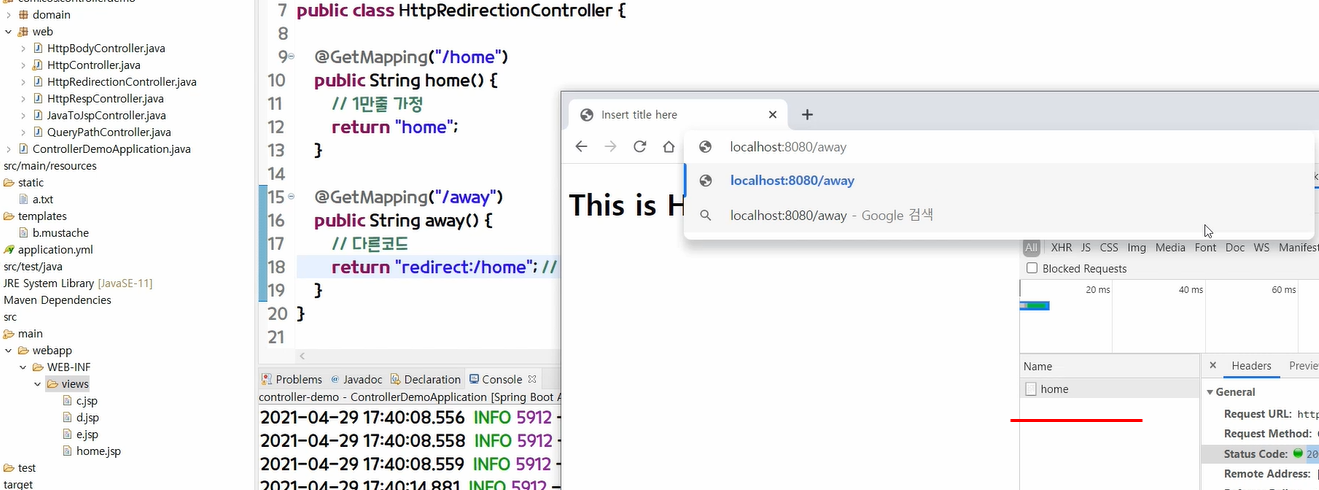 domain
web
HttpBodyController.java
HttpController.java
HttpRedirectionController.java
HttpRespController.java
JavaToJspController.java
QueryPathController.java
ControllerDemoApplication.java
src/main/resources
static
a.txt
templates
b.mustache
application.yml
src/test/java
JRE System Library [JavaSE-11]
Maven Dependencies
src
main
webapp
WEB-INF
views
c.jsp
d.jsp
e.jsp
home.jsp
test
target
7 public class HttpRedirectionController {
8
9 @GetMapping("/home")
10 public String home() {
11 // 1만줄 가정
12 return "home";
13 }
14
15 @GetMapping("/away")
16 public String away() {
17 // 다른코드
18 return "redirect:/home"; //
19 }
20 }
21
Problems Javadoc Declaration Console
controller-demo - ControllerDemoApplication [Spring Boot
2021-04-29 17:40:08.556 INFO 5912 -
2021-04-29 17:40:08.558 INFO 5912 -
2021-04-29 17:40:08.559 INFO 5912 -
2021-04-29 17:40:14.881 INFO 5912 -
Insert title here
localhost:8080/away
localhost:8080/away
localhost:8080/away - Google 검색
This is
All XHR JS CSS Img Media Font Doc WS Manifest
Blocked Requests
20 ms 40 ms 60 ms
Name
home
Headers Preview
General
Request URL:
Request Method:
Status Code: 20
Remote Address: